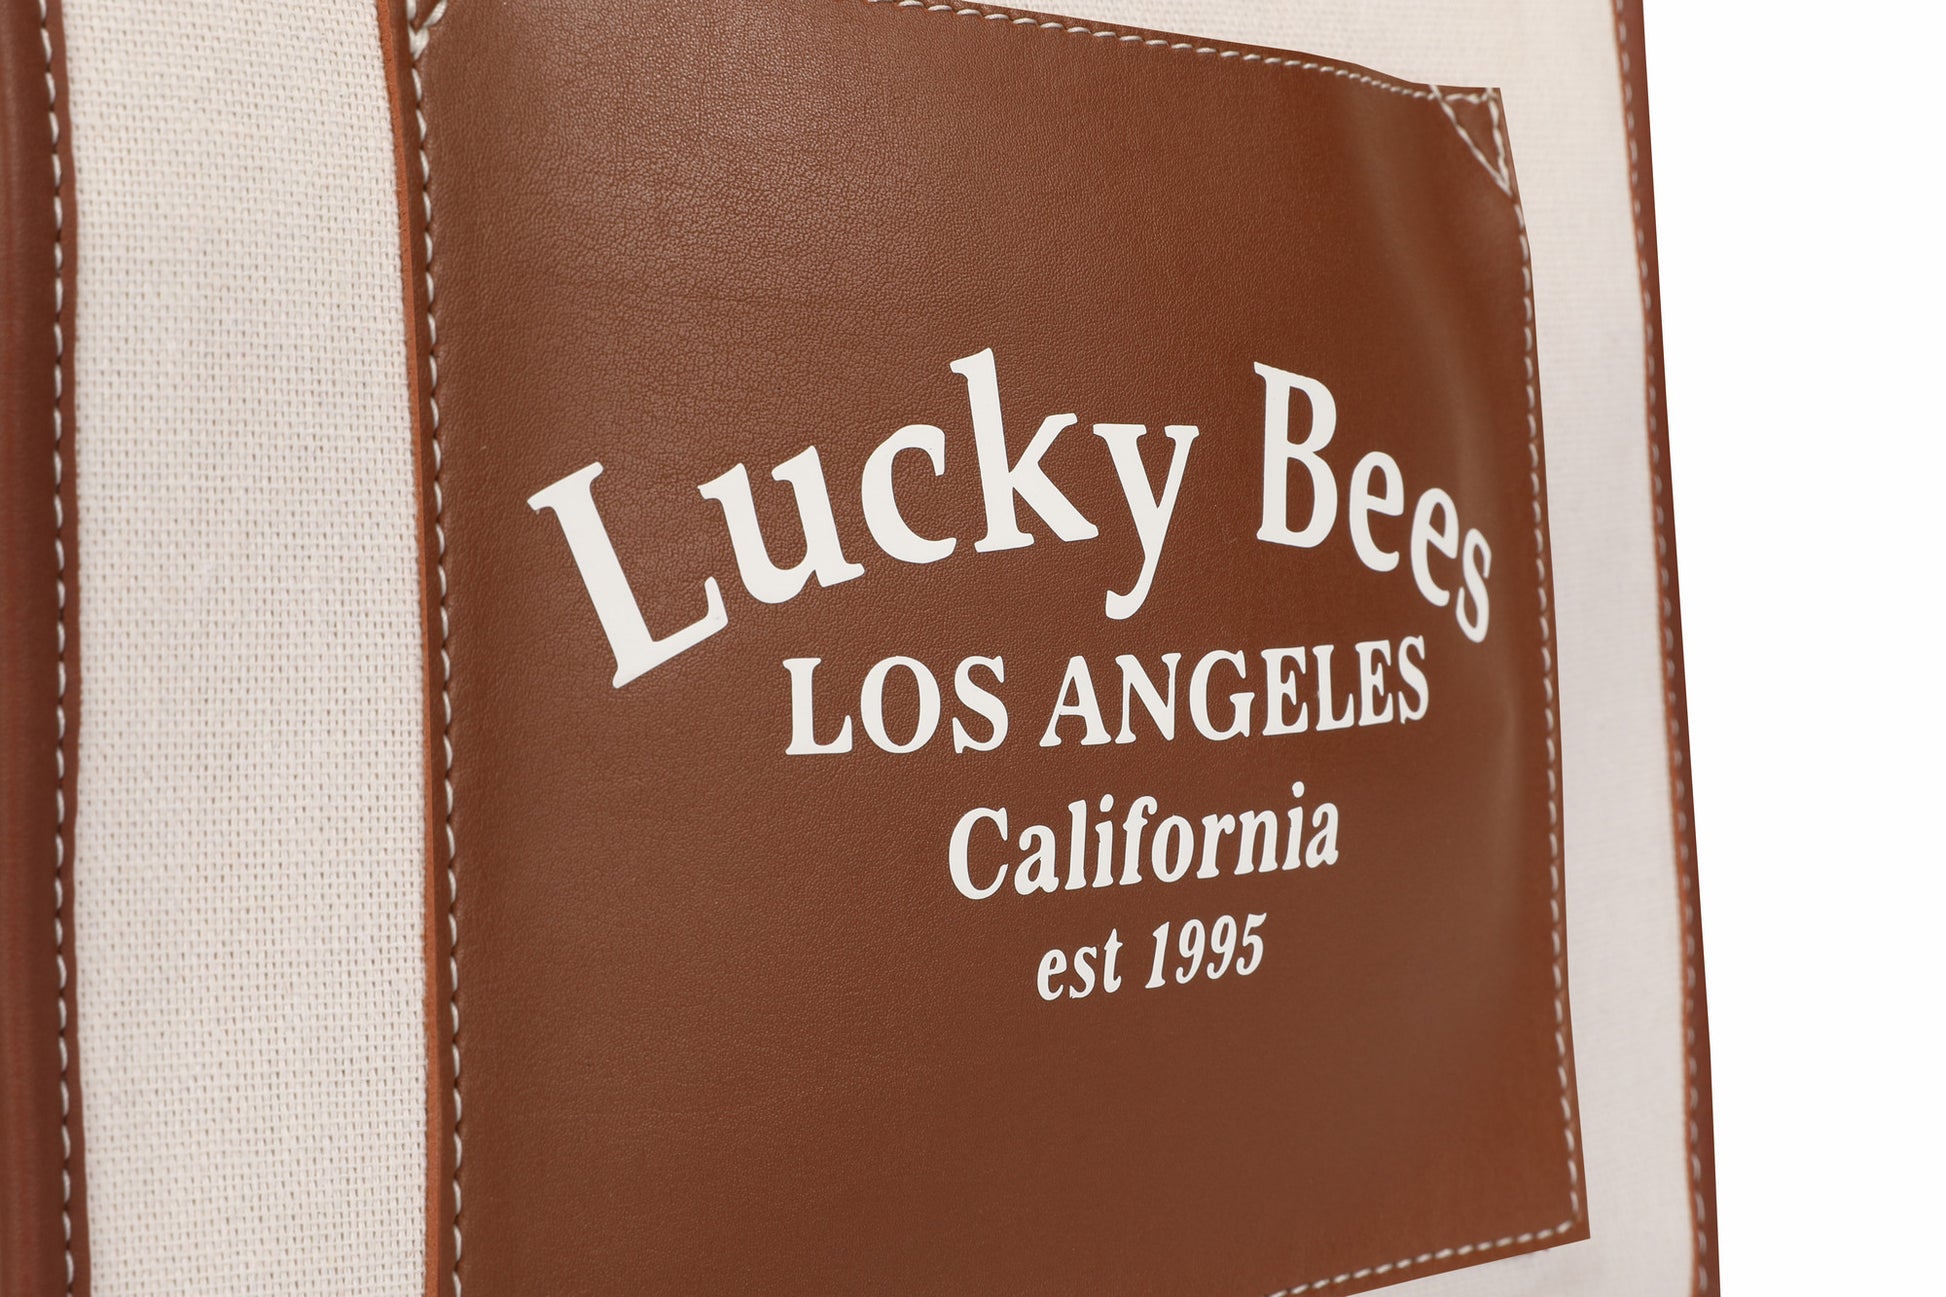 Lucky Bees
LOS ANGELES
California
est 1995